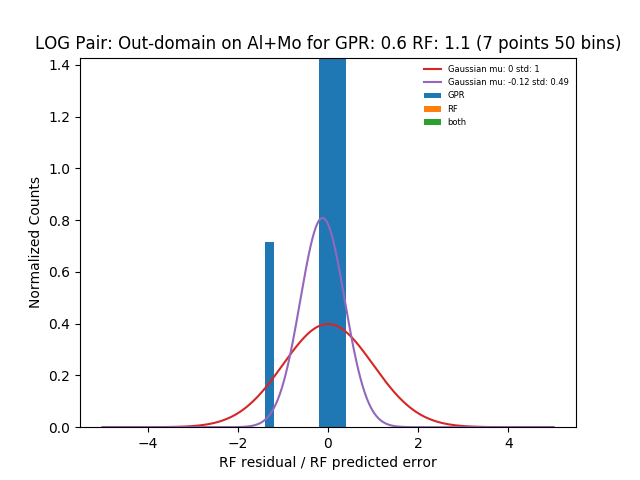 LOG Pair: Out-domain on Al+Mo for GPR: 0.6 RF: 1.1 (7 points 50 bins)
Gaussian mu: 0 std: 1
Gaussian mu: -0.12 std: 0.49
GPR
RF
both
Normalized Counts
1.4
1.2
1.0
0.8
0.6
0.4
0.2
0.0
−4
−2
0
2
4
RF residual / RF predicted error